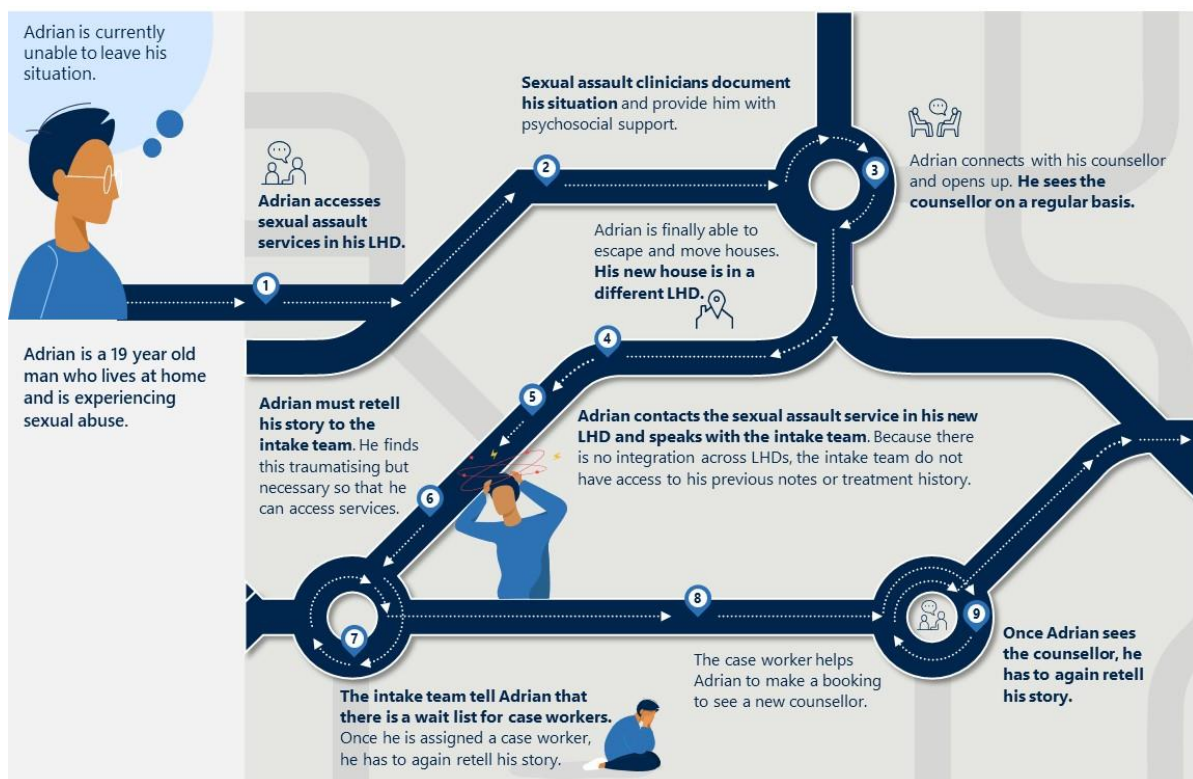 Adrian is currently
unable to leave his
situation.
Adrian is a 19 year old
man who lives at home
and is experiencing
sexual abuse.
1
Adrian accesses
sexual assault
services in his LHD.
2
Sexual assault clinicians document
his situation and provide him with
psychosocial support.
3
Adrian connects with his counsellor
and opens up. He sees the
counsellor on a regular basis.
4
Adrian is finally able to
escape and move houses.
His new house is in a
different LHD.
5
Adrian contacts the sexual assault service in his new
LHD and speaks with the intake team. Because there
is no integration across LHDs, the intake team do not
have access to his previous notes or treatment history.
6
Adrian must retell
his story to the
intake team. He finds
this traumatising but
necessary so that he
can access services.
7
The intake team tell Adrian that
there is a wait list for case workers.
Once he is assigned a case worker,
he has to again retell his story.
8
The case worker helps
Adrian to make a booking
to see a new counsellor.
9
Once Adrian sees
the counsellor, he
has to again retell
his story.